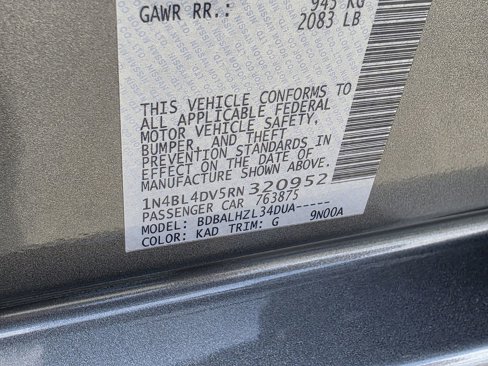 GAWR RR.: 945 KG
2083 LB
THIS VEHICLE CONFORMS TO
ALL APPLICABLE FEDERAL
MOTOR VEHICLE SAFETY,
BUMPER, AND THEFT
PREVENTION STANDARDS IN
EFFECT ON THE DATE OF
MANUFACTURE SHOWN ABOVE.
1N4BL4DV5RN320952
PASSENGER CAR 763875
MODEL: BDBALHZL34DUA-----
COLOR: KAD TRIM: G 9N00A